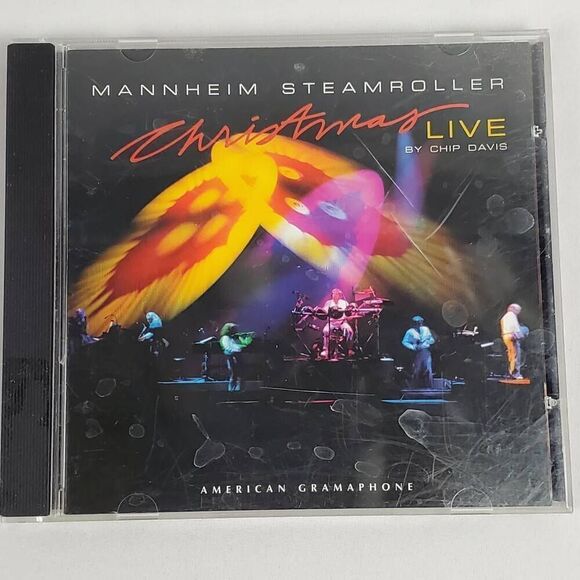 MANNHEIM STEAMROLLER
Christmas LIVE
BY CHIP DAVIS
AMERICAN GRAMAPHONE